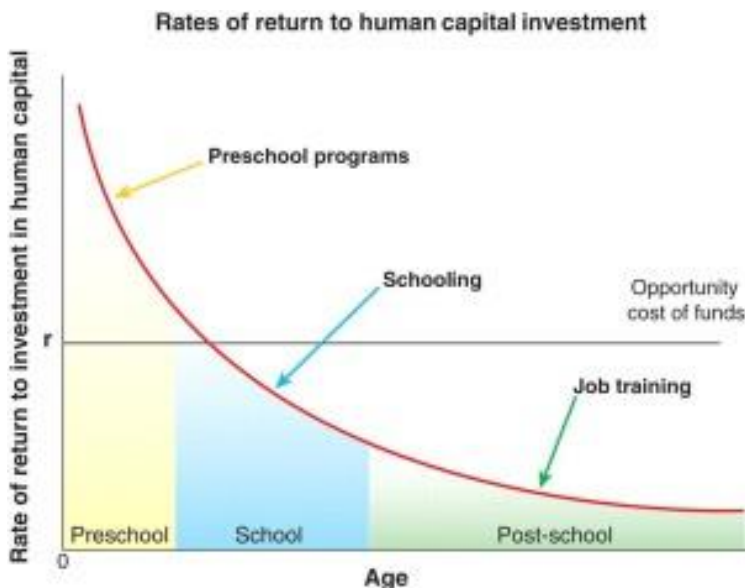 Rates of return to human capital investment
Rate of return to investment in human capital
Preschool programs
Schooling
Opportunity
cost of funds
r
Job training
Preschool
School
Post-school
0
Age